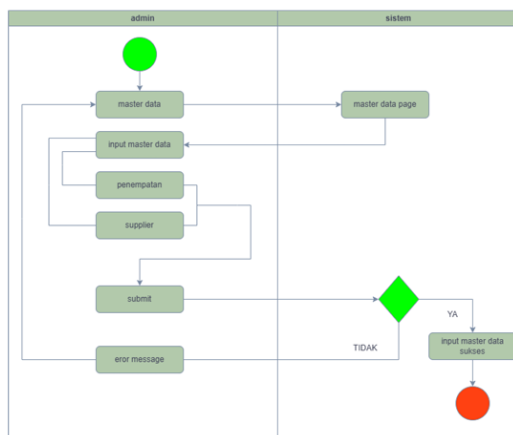 admin
sistem
master data
master data page
input master data
penempatan
supplier
submit
YA
TIDAK
input master data
sukses
eror message